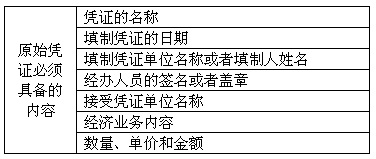 原始凭
证必须
具备的
内容
凭证的名称
填制凭证的日期
填制凭证单位名称或者填制人姓名
经办人员的签名或者盖章
接受凭证单位名称
经济业务内容
数量、单价和金额